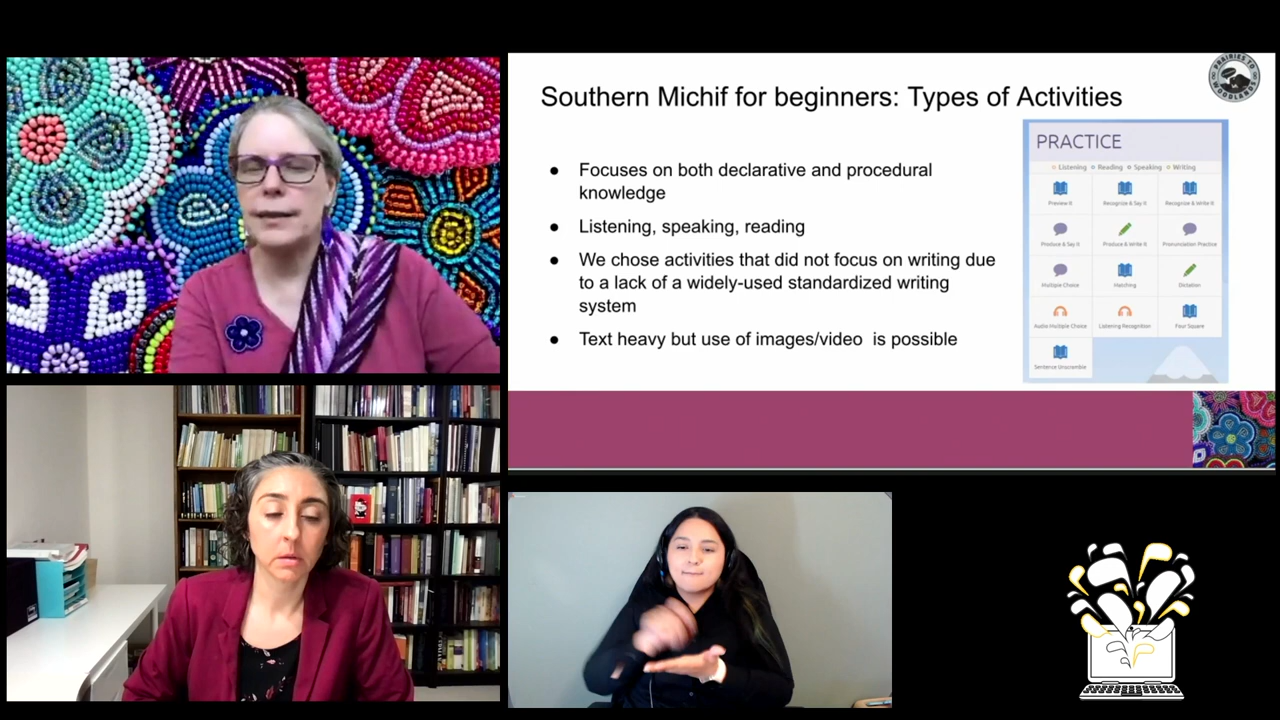 Southern Michif for beginners: Types of Activities
PRAIRIES TO
WOODLANDS
● Focuses on both declarative and procedural
knowledge
● Listening, speaking, reading
● We chose activities that did not focus on writing due
to a lack of a widely-used standardized writing
system
● Text heavy but use of images/video is possible
PRACTICE
Listening Reading Speaking Writing
Preview It Recognize & Say It Recognize & Write It
Produce & Say It Produce & Write It Pronunciation Practice
Multiple Choice Matching Dictation
Audio Multiple Choice Listening Recognition Four Square
Sentence Unscramble